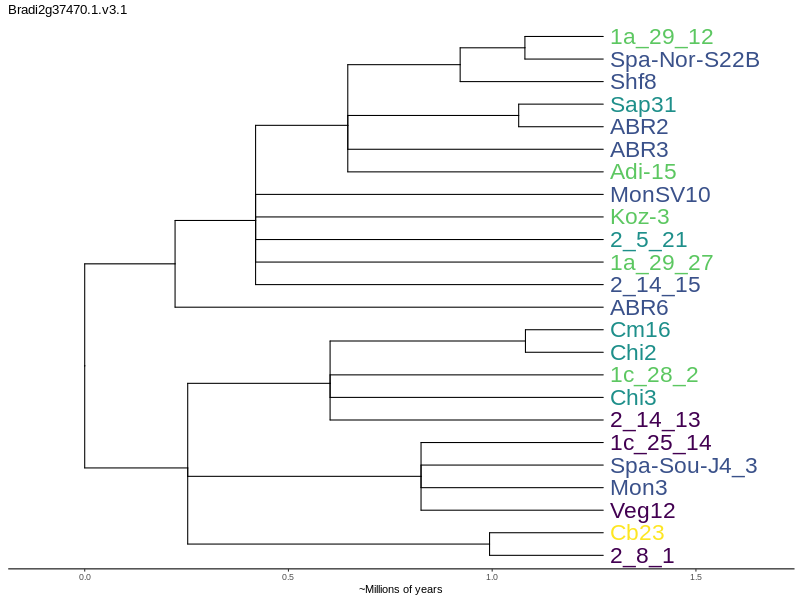 Bradi2g37470.1.v3.1
1a_29_12
Spa-Nor-S22B
Shf8
Sap31
ABR2
ABR3
Adi-15
MonSV10
Koz-3
2_5_21
1a_29_27
2_14_15
ABR6
Cm16
Chi2
1c_28_2
Chi3
2_14_13
1c_25_14
Spa-Sou-J4_3
Mon3
Veg12
Cb23
2_8_1
0.0 0.5 1.0 1.5
~Millions of years